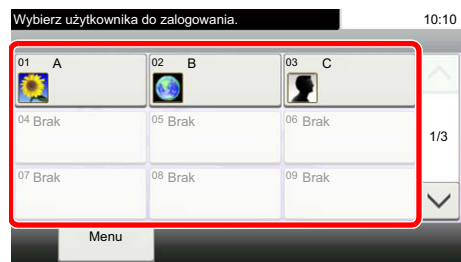 Wybierz użytkownika do zalogowania. 10:10
01 A 02 B 03 C
04 Brak 05 Brak 06 Brak
1/3
07 Brak 08 Brak 09 Brak
Menu